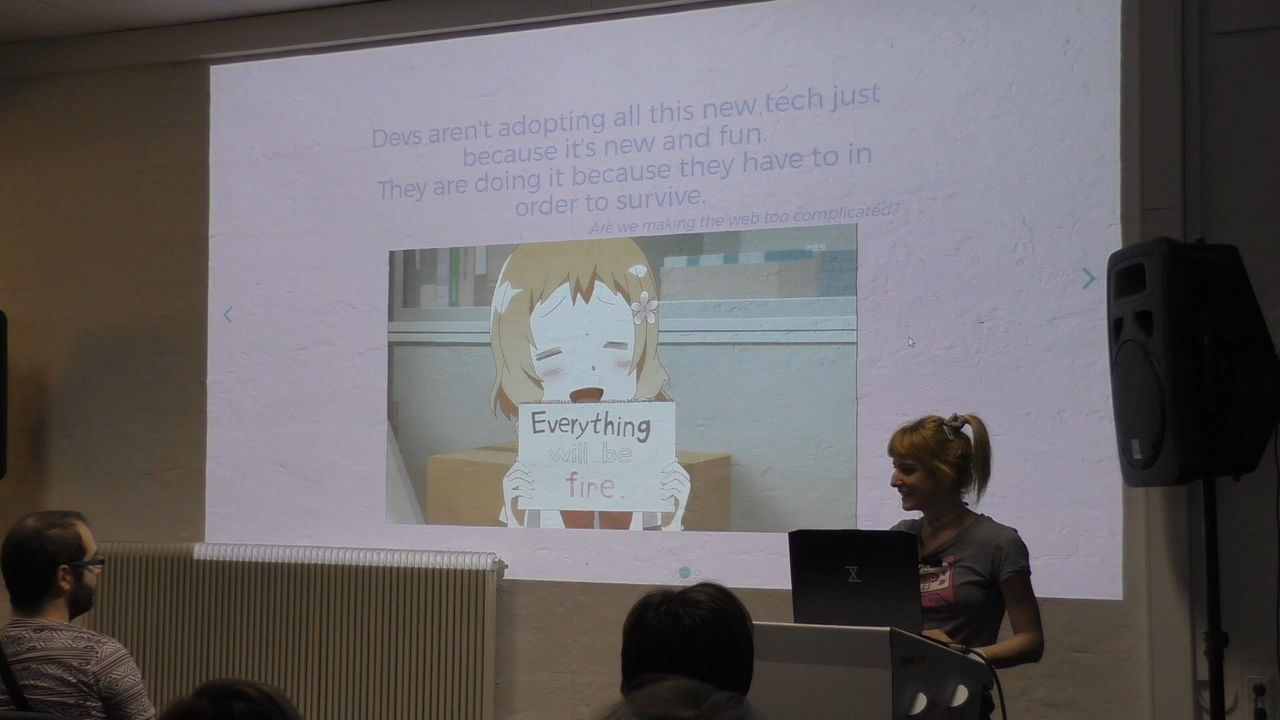 Devs aren't adopting all this new tech just
because it's new and fun.
They are doing it because they have to in
order to survive.
Are we making the web too complicated?
Everything
will be
fine.